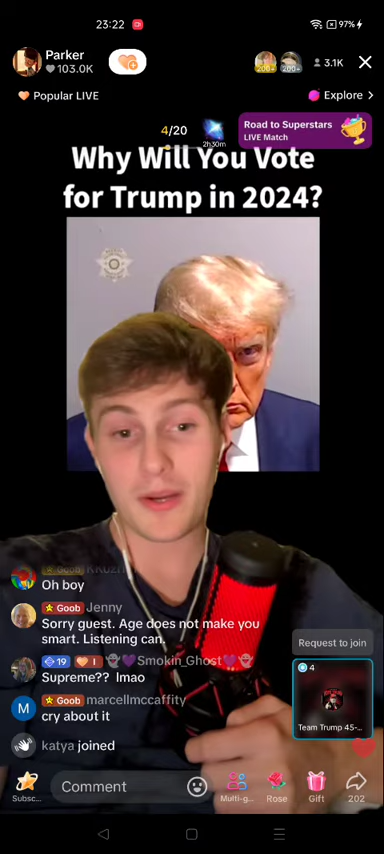 23:22
97%
Parker
103.0K
200+
200+
3.1K
Popular LIVE
Explore
4/20
2h30m
Road to Superstars
LIVE Match
Why Will You Vote
for Trump in 2024?
Goob
Oh boy
Goob Jenny
Sorry guest. Age does not make you
smart. Listening can.
19 I 👻💜Smokin_Ghost💜👻
Supreme?? lmao
Goob marcellmccaffity
M
cry about it
katya joined
Request to join
4
Team Trump 45-...
Subsc...
Comment
Multi-g...
Rose
Gift
202